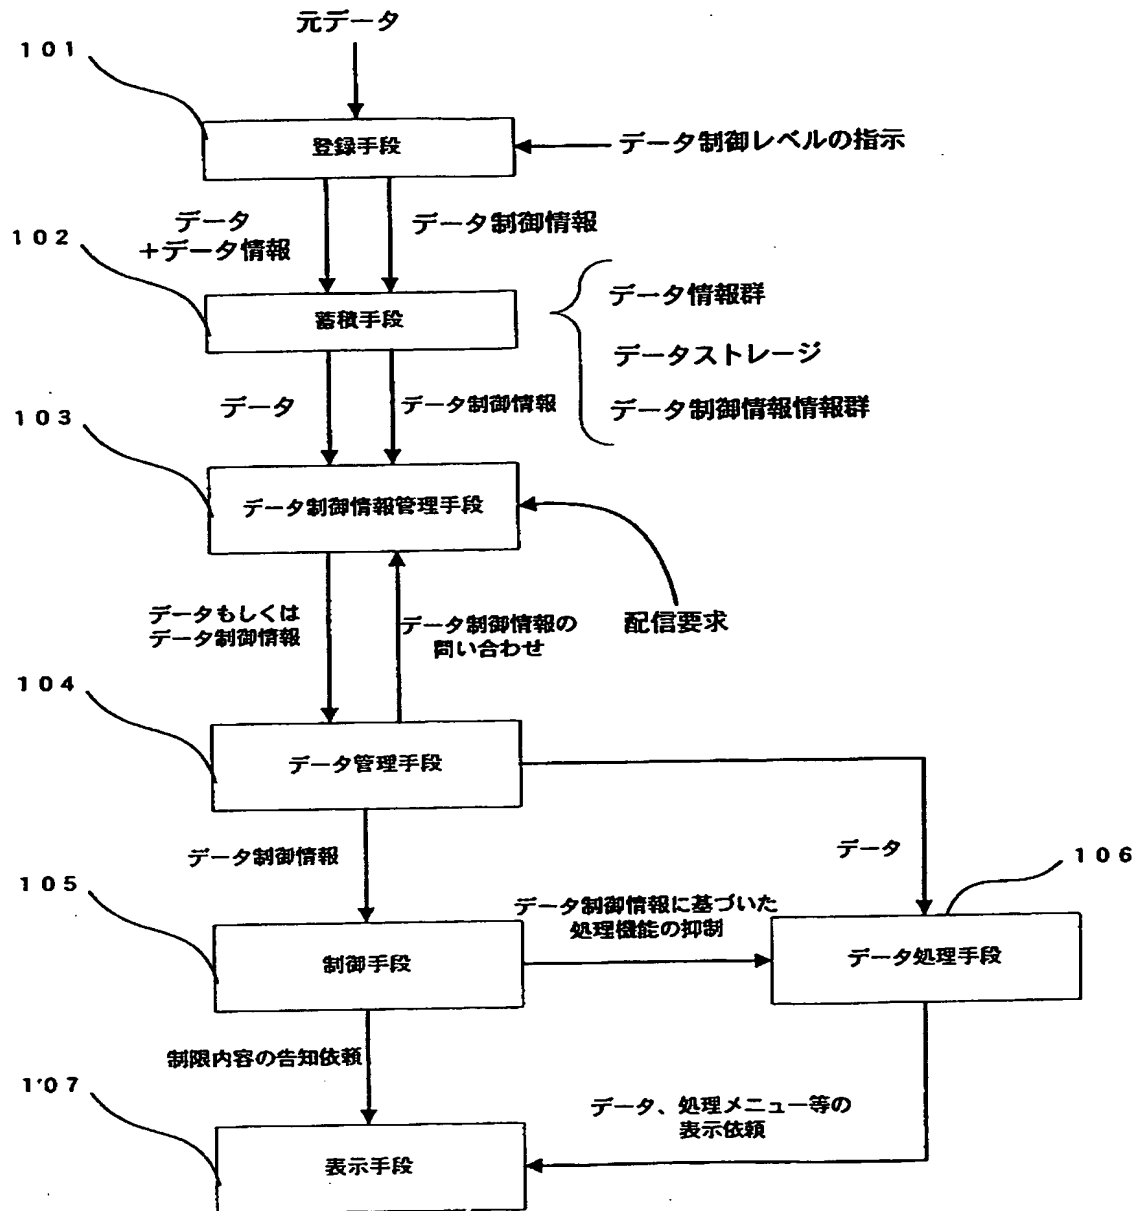 元データ
101
登録手段
データ制御レベルの指示
データ
+データ情報
データ制御情報
102
蓄積手段
データ情報群
データストレージ
データ制御情報情報群
データ
データ制御情報
103
データ制御情報管理手段
データもしくは
データ制御情報
データ制御情報の
問い合わせ
配信要求
104
データ管理手段
データ制御情報
データ
106
105
データ制御情報に基づいた
処理機能の抑制
制御手段
データ処理手段
制限内容の告知依頼
107
データ、処理メニュー等の
表示依頼
表示手段